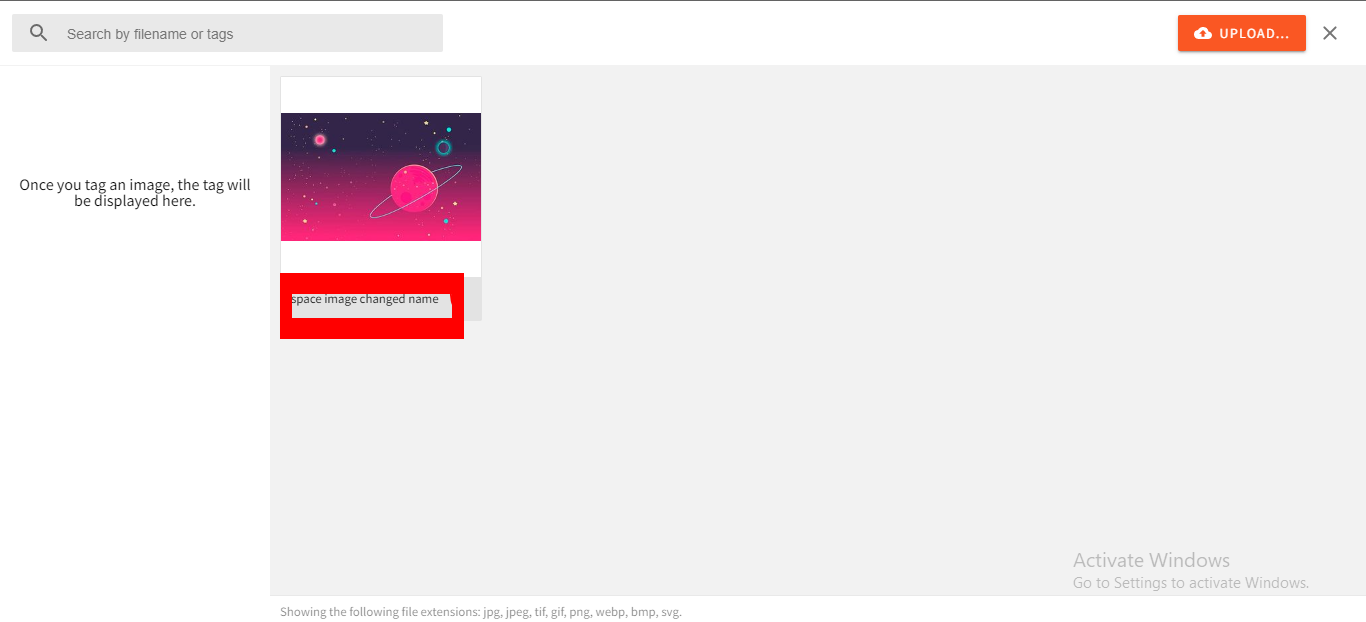 Search by filename or tags
UPLOAD...
Once you tag an image, the tag will
be displayed here.
space image changed name
Activate Windows
Go to Settings to activate Windows.
Showing the following file extensions: jpg, jpeg, tif, gif, png, webp, bmp, svg.